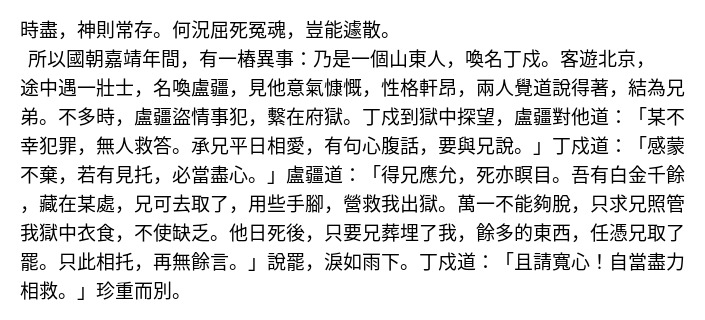 時盡，神則常存。何況屈死冤魂，豈能遽散。
所以國朝嘉靖年間，有一樁異事：乃是一個山東人，喚名丁戍。客遊北京，
途中遇一壯士，名喚盧疆，見他意氣慷慨，性格軒昂，兩人覺道說得著，結為兄
弟。不多時，盧疆盜情事犯，繫在府獄。丁戍到獄中探望，盧疆對他道：「某不
幸犯罪，無人救答。承兄平日相愛，有句心腹話，要與兄說。」丁戍道：「感蒙
不棄，若有見托，必當盡心。」盧疆道：「得兄應允，死亦瞑目。吾有白金千餘
，藏在某處，兄可去取了，用些手腳，營救我出獄。萬一不能夠脫，只求兄照管
我獄中衣食，不使缺乏。他日死後，只要兄葬埋了我，餘多的東西，任憑兄取了
罷。只此相托，再無餘言。」說罷，淚如雨下。丁戍道：「且請寬心！自當盡力
相救。」珍重而別。